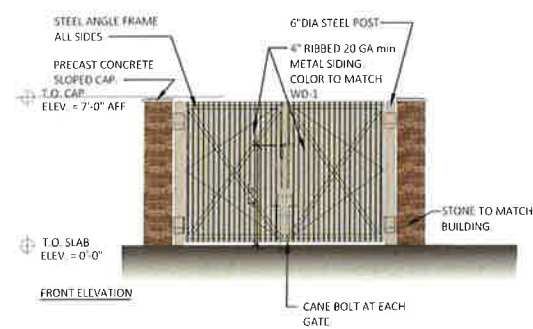 STEEL ANGLE FRAME
ALL SIDES
6"DIA STEEL POST
4" RIBBED 20 GA min
METAL SIDING
COLOR TO MATCH
WD-1
PRECAST CONCRETE
SLOPED CAP
T.O. CAP
ELEV. = 7'-0" AFF
STONE TO MATCH
BUILDING
T.O. SLAB
ELEV. = 0'-0"
FRONT ELEVATION
CANE BOLT AT EACH
GATE